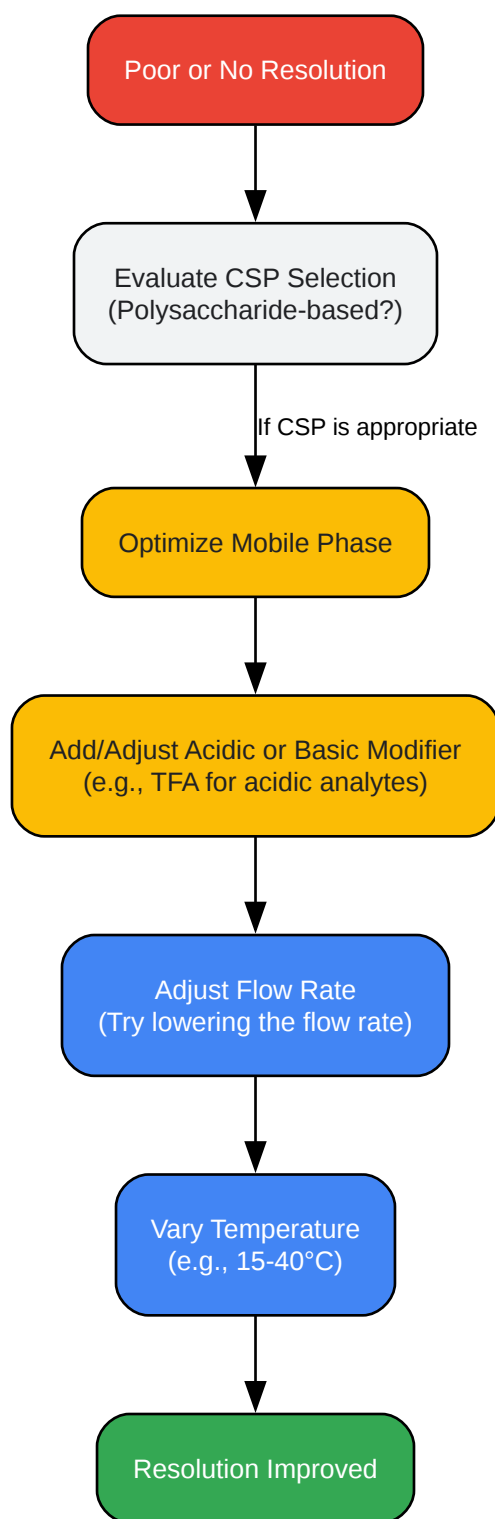 Poor or No Resolution
Evaluate CSP Selection
(Polysaccharide-based?)
If CSP is appropriate
Optimize Mobile Phase
Add/Adjust Acidic or Basic Modifier
(e.g., TFA for acidic analytes)
Adjust Flow Rate
(Try lowering the flow rate)
Vary Temperature
(e.g., 15-40°C)
Resolution Improved